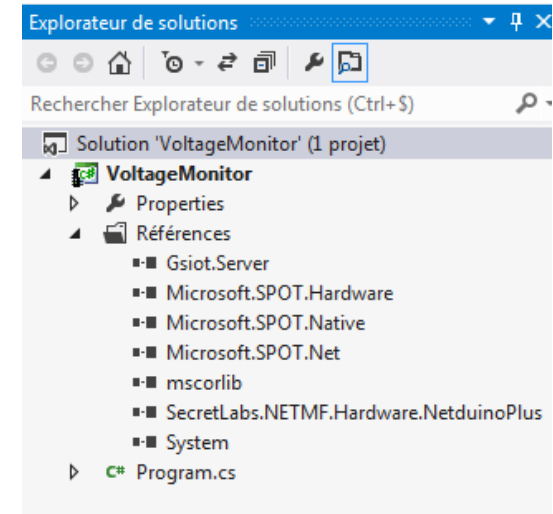 Explorateur de solutions
Rechercher Explorateur de solutions (Ctrl+$)
Solution 'VoltageMonitor' (1 projet)
C# VoltageMonitor
Properties
Références
Gsiot.Server
Microsoft.SPOT.Hardware
Microsoft.SPOT.Native
Microsoft.SPOT.Net
mscorlib
SecretLabs.NETMF.Hardware.NetduinoPlus
System
C# Program.cs